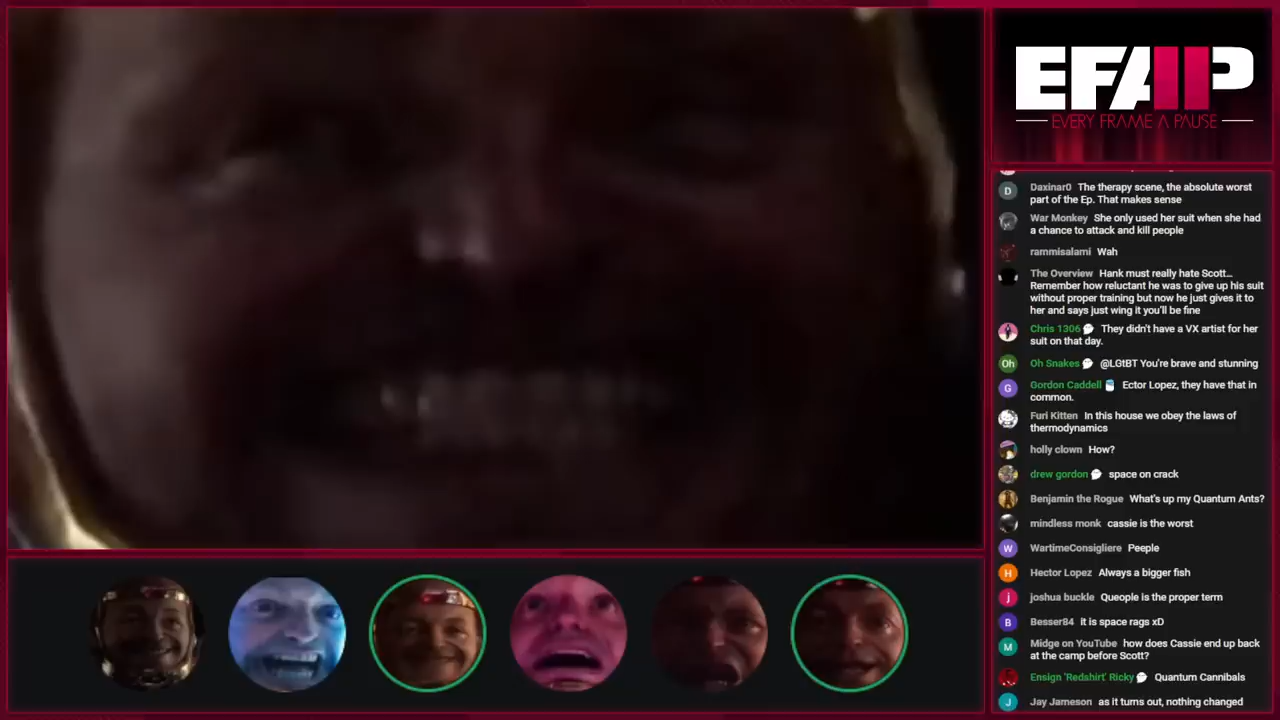 EFAP
EVERY FRAME A PAUSE
D Daxinar0 The therapy scene, the absolute worst
part of the Ep. That makes sense
War Monkey She only used her suit when she had
a chance to attack and kill people
rammisalami Wah
The Overview Hank must really hate Scott...
Remember how reluctant he was to give up his suit
without proper training but now he just gives it to
her and says just wing it you'll be fine
Chris 1306 They didn't have a VX artist for her
suit on that day.
Oh Oh Snakes @LGtBT You're brave and stunning
G Gordon Caddell Ector Lopez, they have that in
common.
Furi Kitten In this house we obey the laws of
thermodynamics
holly clown How?
drew gordon space on crack
Benjamin the Rogue What's up my Quantum Ants?
mindless monk cassie is the worst
W WartimeConsigliere Peeple
H Hector Lopez Always a bigger fish
j joshua buckle Queople is the proper term
B Besser84 it is space rags xD
M Midge on YouTube how does Cassie end up back
at the camp before Scott?
Ensign 'Redshirt' Ricky Quantum Cannibals
J Jay Jameson as it turns out, nothing changed